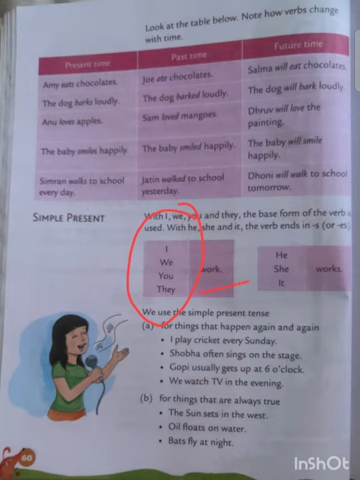 Look at the table below. Note how verbs change
with time.
Present time Past time Future time
Amy eats chocolates. Joe ate chocolates. Salma will eat chocolates.
The dog barks loudly. The dog barked loudly. The dog will bark loudly.
Anu loves apples. Sam loved mangoes. Dhruv will love the
painting.
The baby smiles happily. The baby smiled happily. The baby will smile
happily.
Simran walks to school Jatin walked to school Dhoni will walk to school
every day. yesterday. tomorrow.
SIMPLE PRESENT
With I, we, you and they, the base form of the verb
used. With he, she and it, the verb ends in -s (or -es)
I
We
You
They
work.
He
She
It
works.
We use the simple present tense
(a) for things that happen again and again
• I play cricket every Sunday.
• Shobha often sings on the stage.
• Gopi usually gets up at 6 o'clock.
• We watch TV in the evening.
(b) for things that are always true
• The Sun sets in the west.
• Oil floats on water.
• Bats fly at night.
60
InShOt